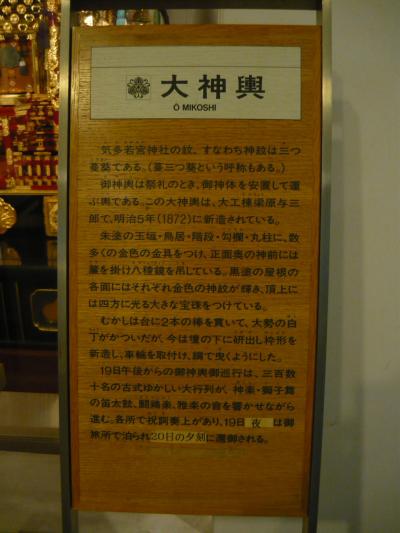 大神輿
Ō MIKOSHI
気多若宮神社の紋、すなわち神紋は三つ
葵である。(蔓三つ葵という呼称もある。)
御神輿は祭礼のとき、御神体を安置して運
ぶ輿である。この大神輿は、大工棟梁原与三
郎て、明治5年(1872)に新造されている。
朱塗の玉垣・鳥居・階段・勾欄・丸柱に、数
多くの金色の金具をつけ、正面奥の神前には
簾を掛け八稜鏡を吊している。黒塗の屋根の
各面にはそれぞれ金色の神紋が輝き、頂上に
は四方に光る大きな宝珠をつけている。
むかしは台に2本の棒を貫いて、大勢の白
丁がかついだが、今は壇の下に研出し枠形を
新造し、車輪を取付け、綱で曳くようにした。
19日午後からの御神輿御巡行は、三百数
十名の古式ゆかしい大行列が、神楽・獅子舞
の笛太鼓、闘鶏楽、雅楽の音を響かせながら
進む。各所で祝詞奏上があり、19日 夜 は御
旅所で泊られ20日の夕刻に還御される。